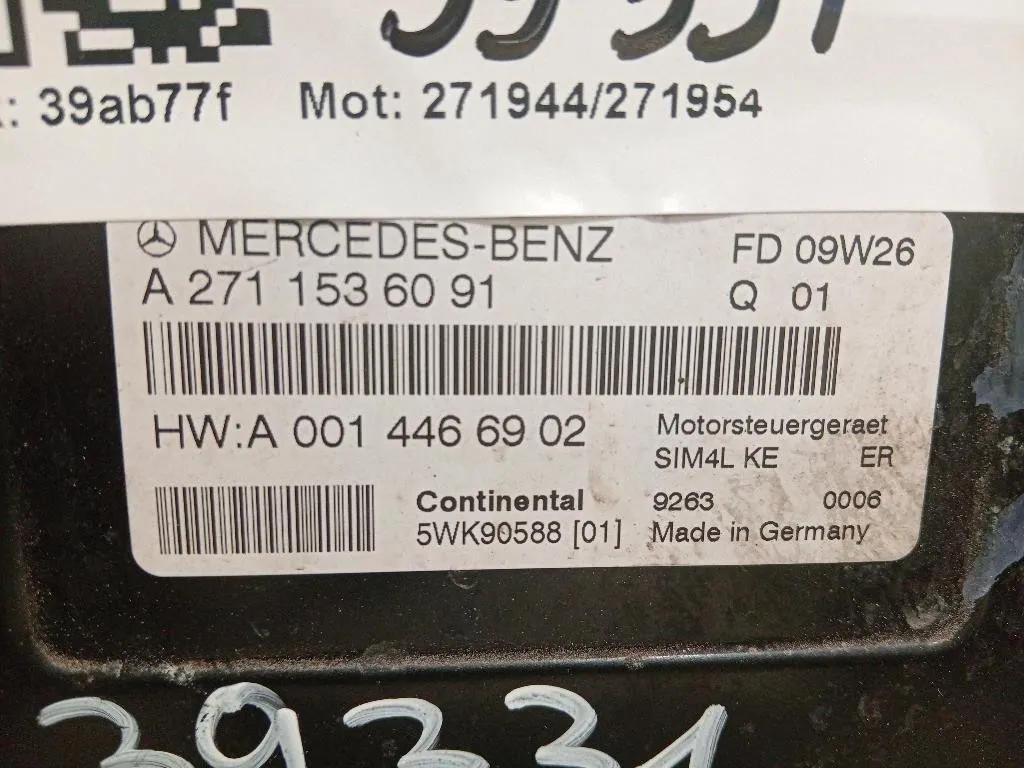 39ab77f Mot: 271944/271954
MERCEDES-BENZ FD 09W26
A 271 153 60 91 Q 01
HW:A 001 446 69 02 Motorsteuergeraet
SIM4L KE ER
Continental 9263 0006
5WK90588 [01] Made in Germany
39331